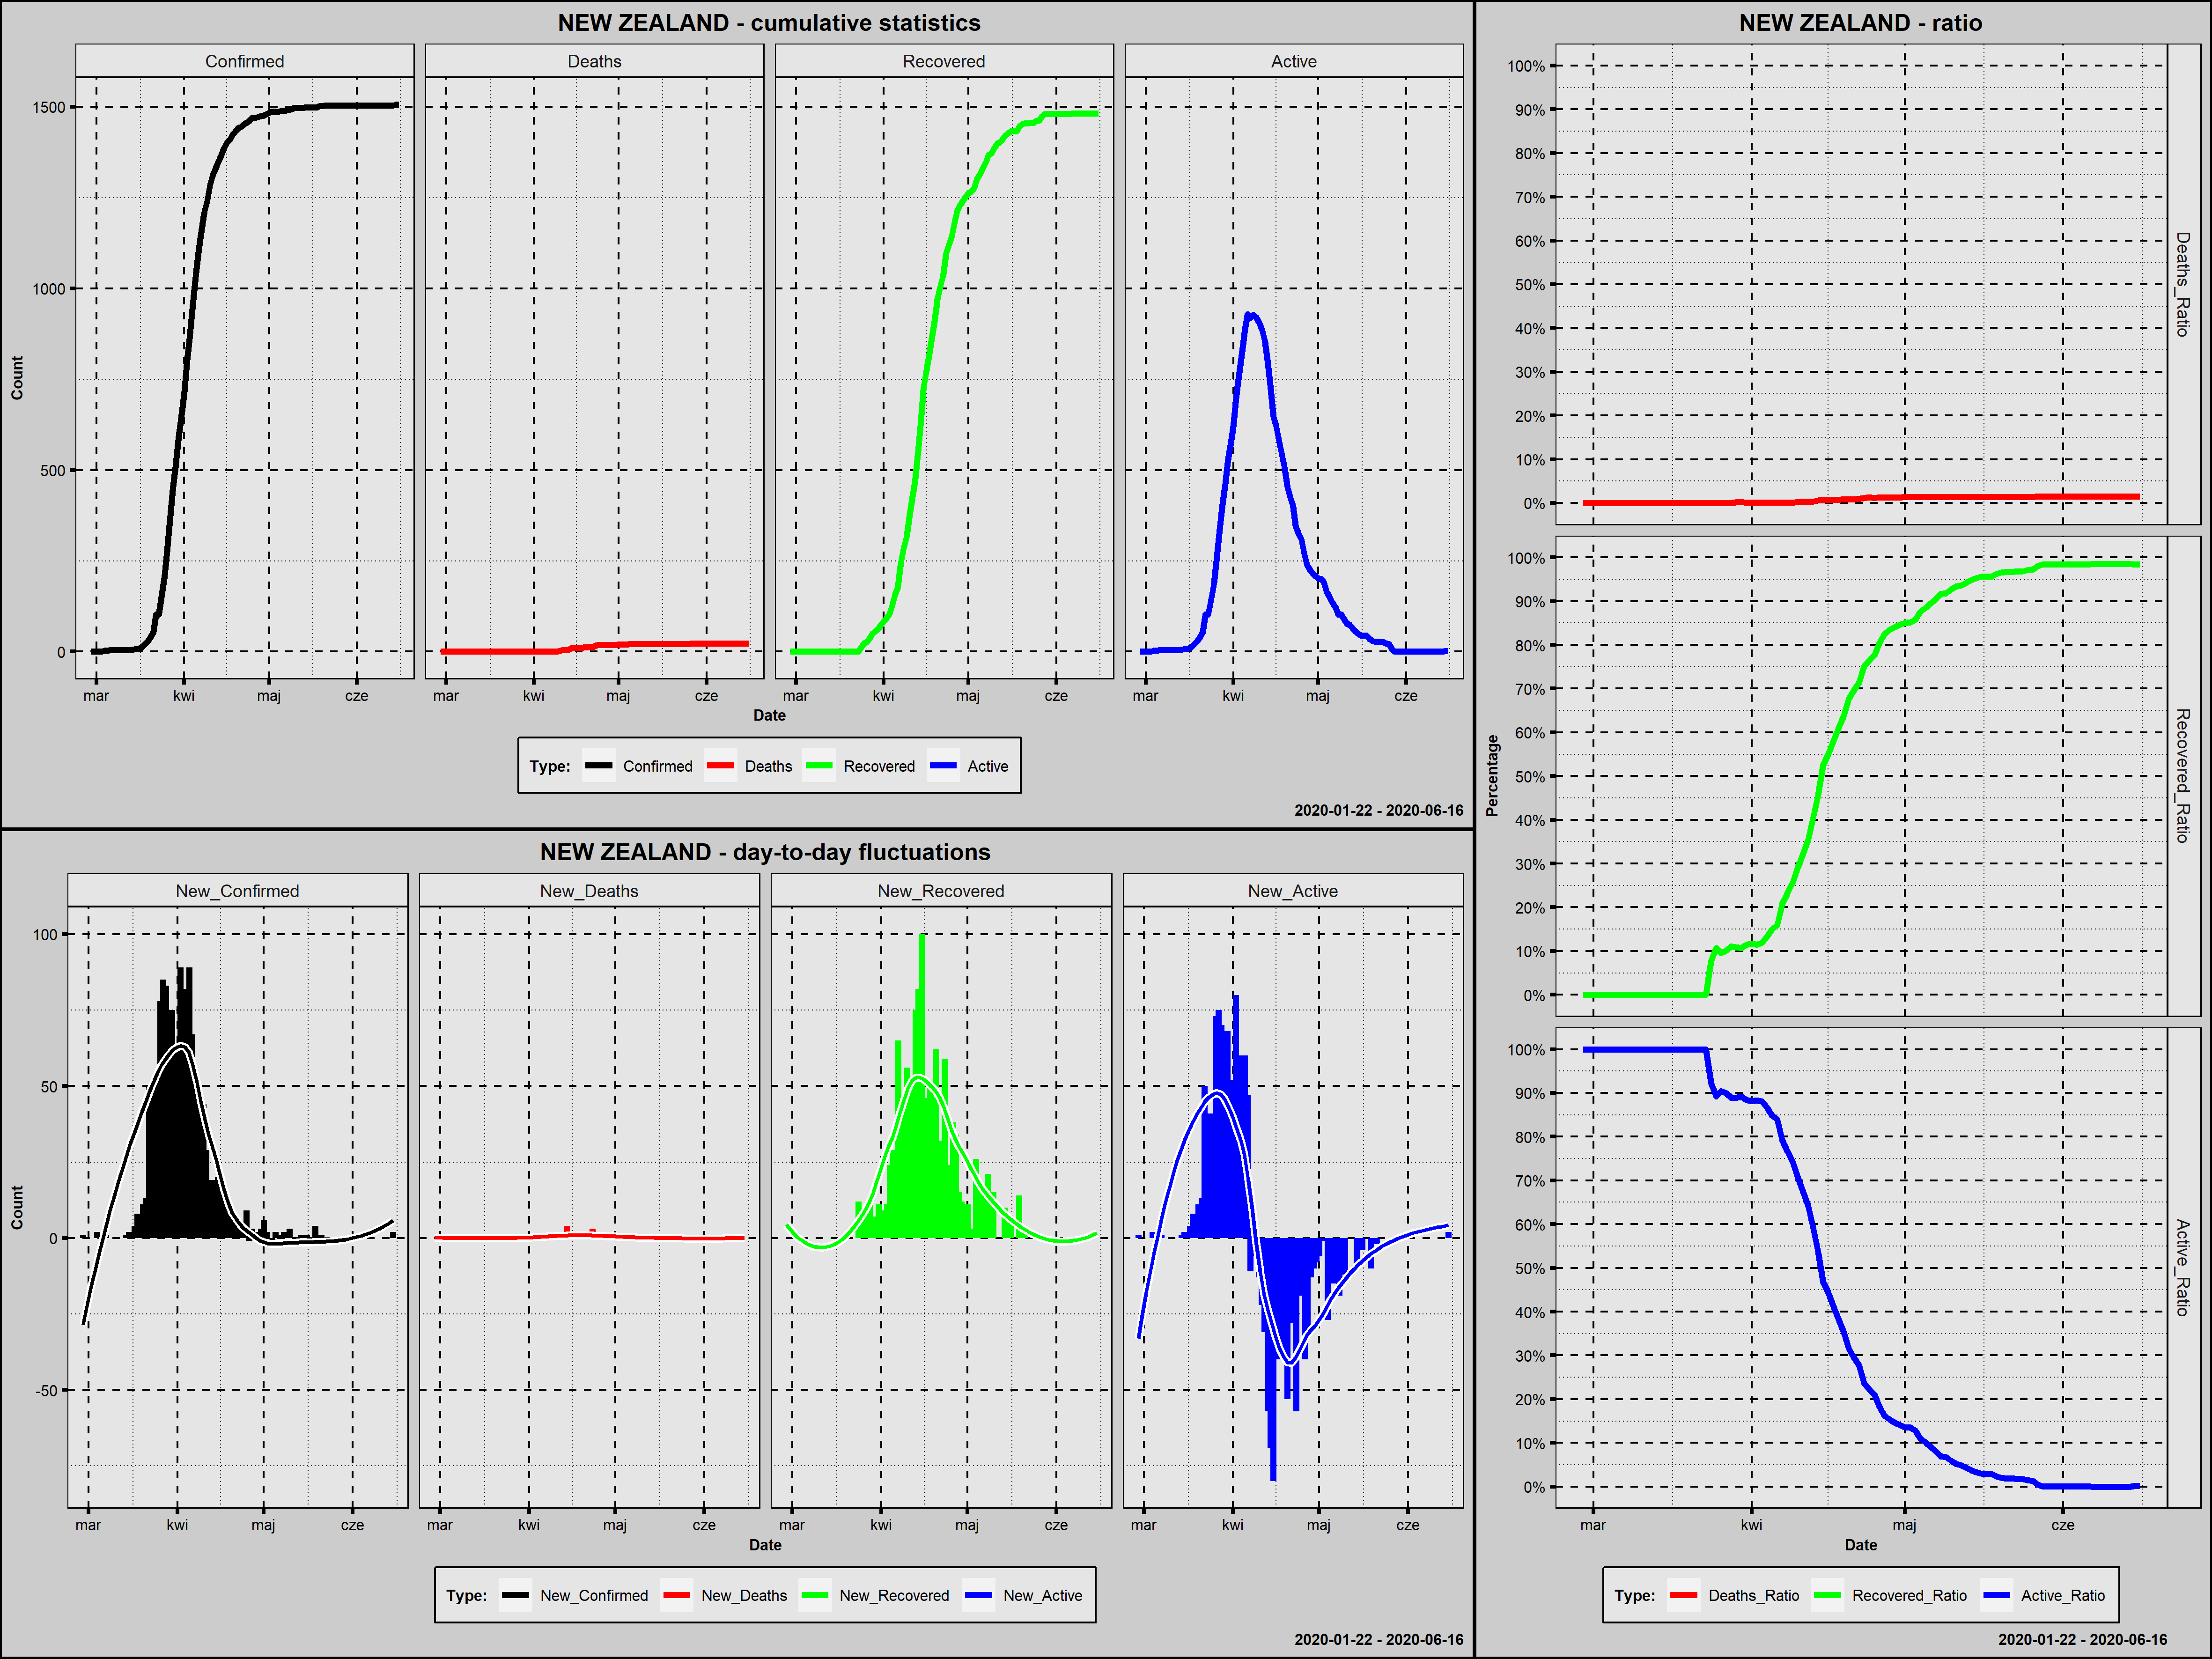 NEW ZEALAND - cumulative statistics
Confirmed Deaths Recovered Active
1500
1000
500
0
Count
mar kwi maj cze mar kwi maj cze mar kwi maj cze mar kwi maj cze
Date
Type: Confirmed Deaths Recovered Active
2020-01-22 - 2020-06-16
NEW ZEALAND - day-to-day fluctuations
New_Confirmed New_Deaths New_Recovered New_Active
100
50
0
-50
Count
mar kwi maj cze mar kwi maj cze mar kwi maj cze mar kwi maj cze
Date
Type: New_Confirmed New_Deaths New_Recovered New_Active
2020-01-22 - 2020-06-16
NEW ZEALAND - ratio
100%
90%
80%
70%
60%
50%
40%
30%
20%
10%
0%
Deaths_Ratio
100%
90%
80%
70%
60%
50%
40%
30%
20%
10%
0%
Recovered_Ratio
Percentage
100%
90%
80%
70%
60%
50%
40%
30%
20%
10%
0%
Active_Ratio
mar kwi maj cze
Date
Type: Deaths_Ratio Recovered_Ratio Active_Ratio
2020-01-22 - 2020-06-16